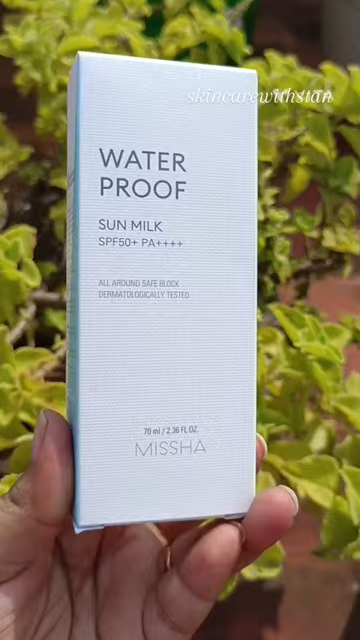 skincarewithstan
WATER
PROOF
SUN MILK
SPF50+ PA++++
ALL AROUND SAFE BLOCK
DERMATOLOGICALLY TESTED
70 ml / 2.36 FL.OZ.
MISSHA